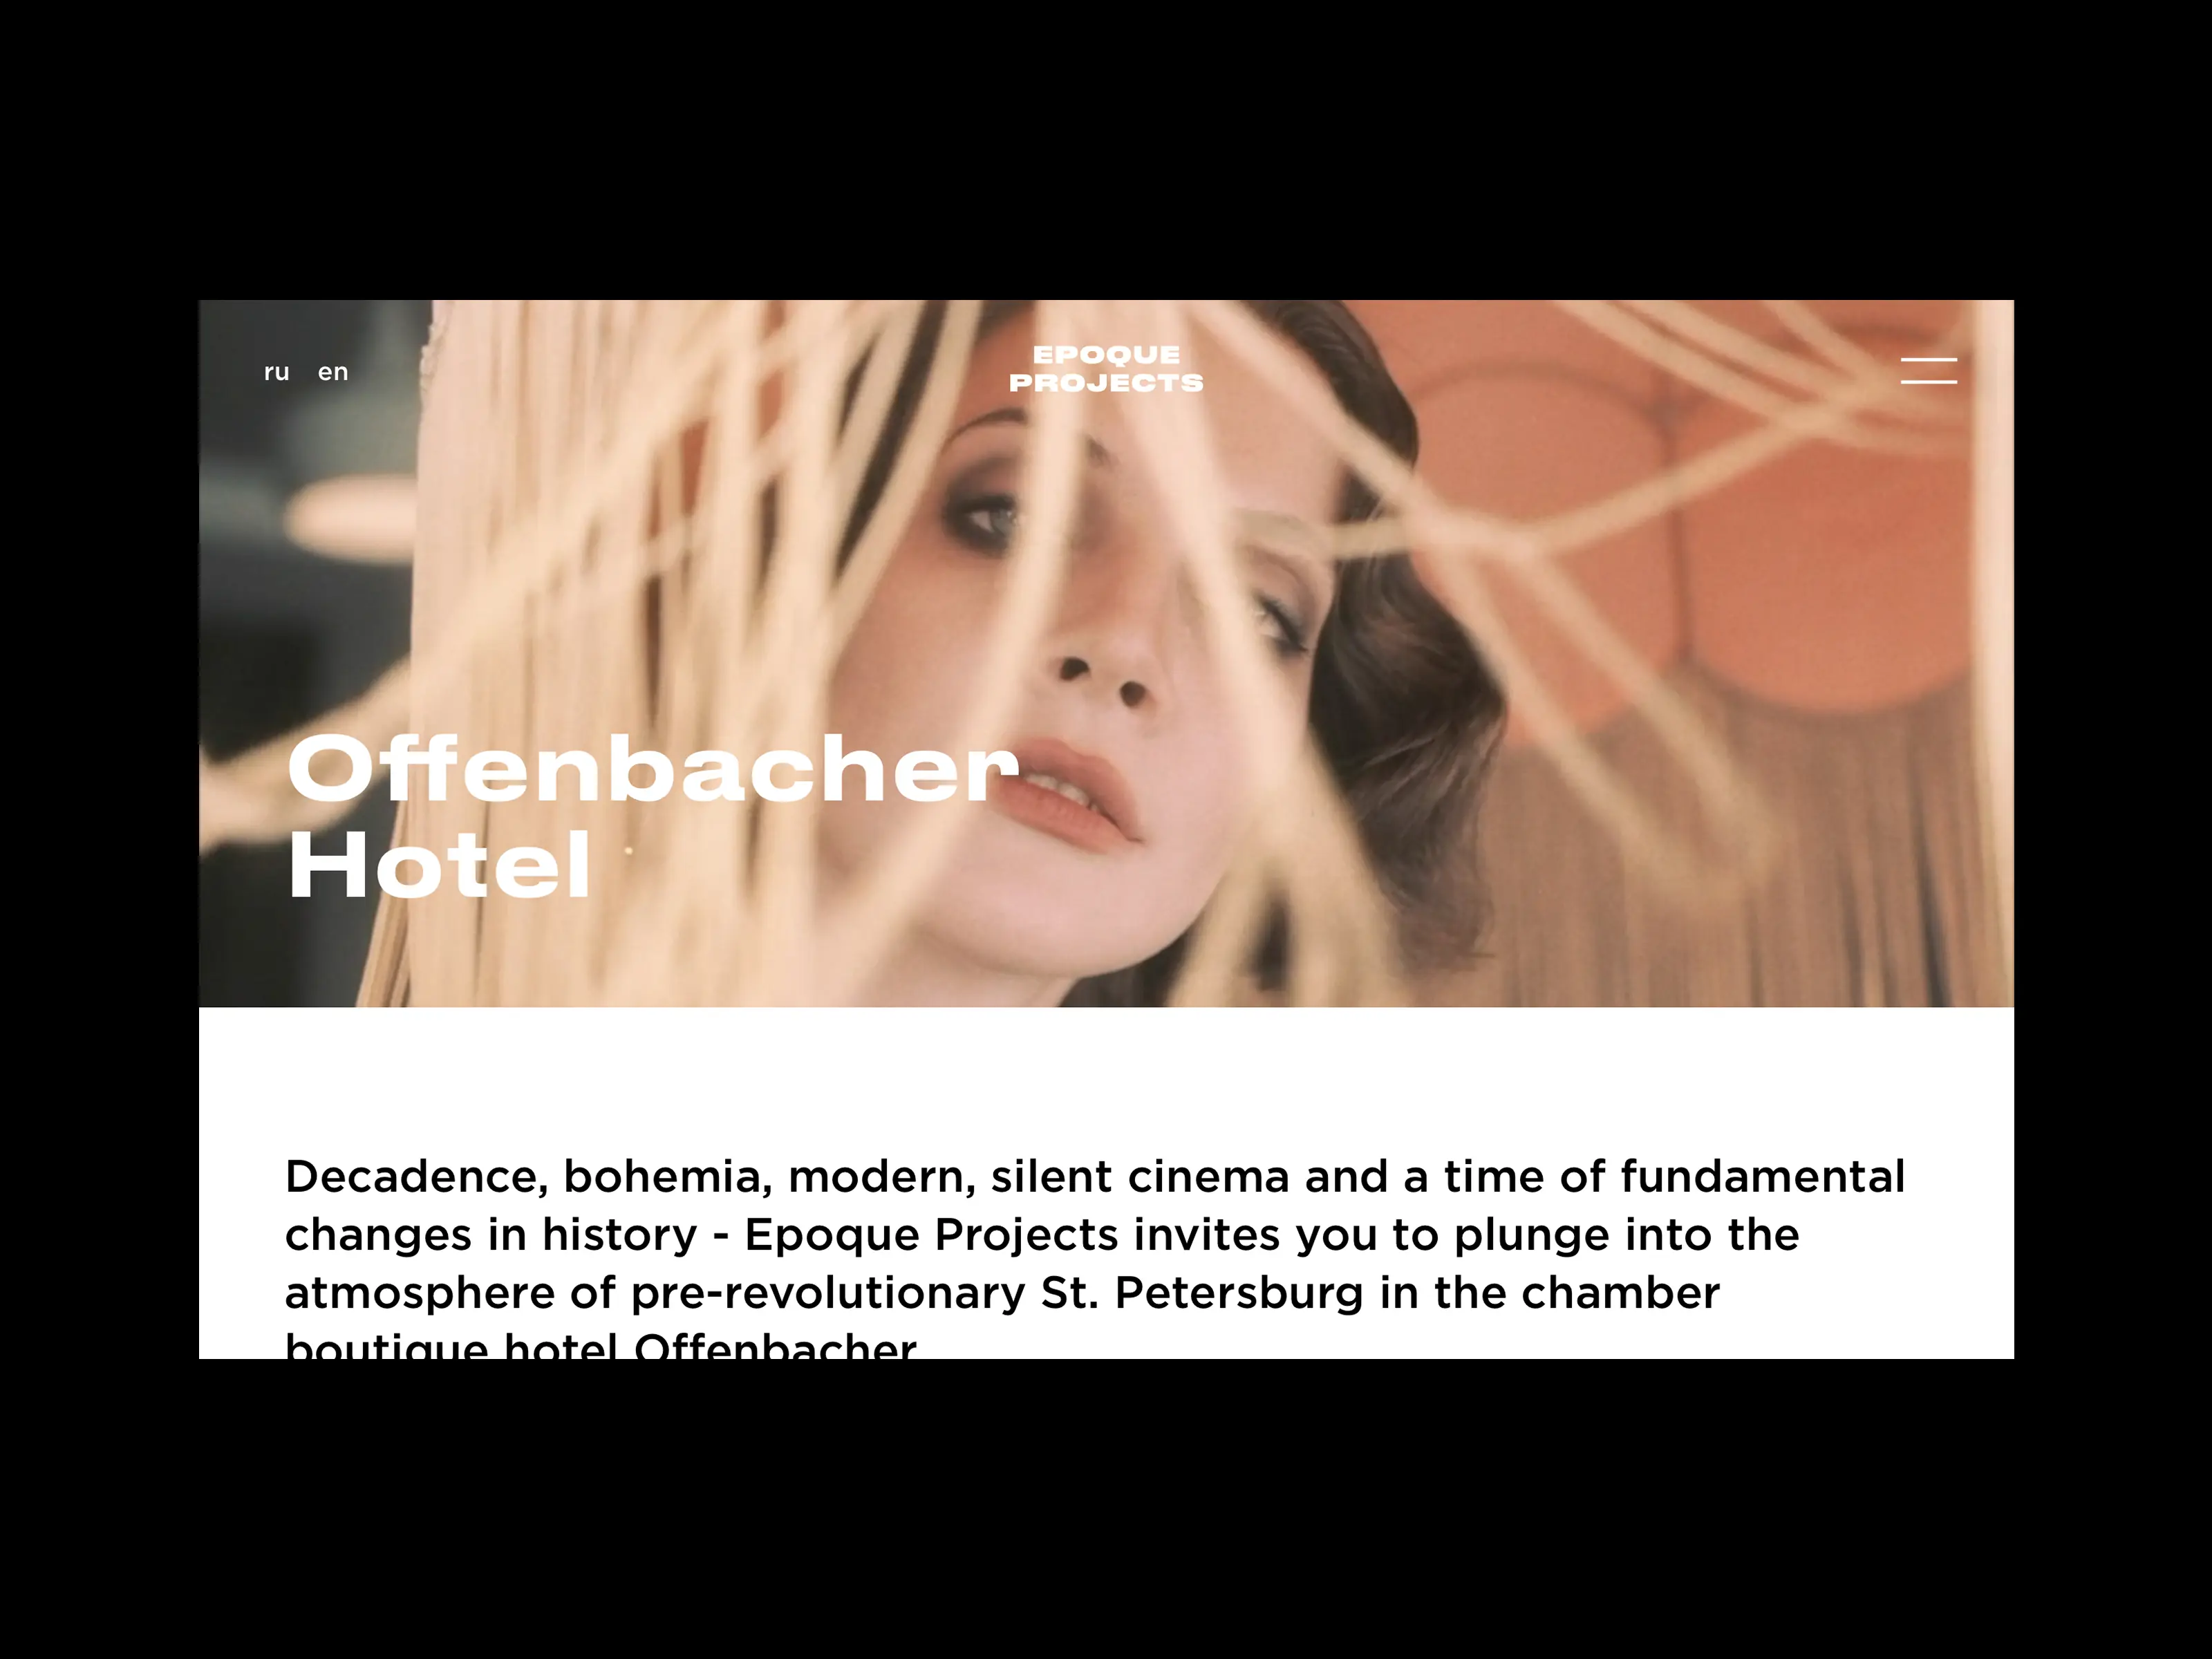 ru en
EPOQUE
PROJECTS
Offenbacher
Hotel
Decadence, bohemia, modern, silent cinema and a time of fundamental
changes in history - Epoque Projects invites you to plunge into the
atmosphere of pre-revolutionary St. Petersburg in the chamber
boutique hotel Offenbacher